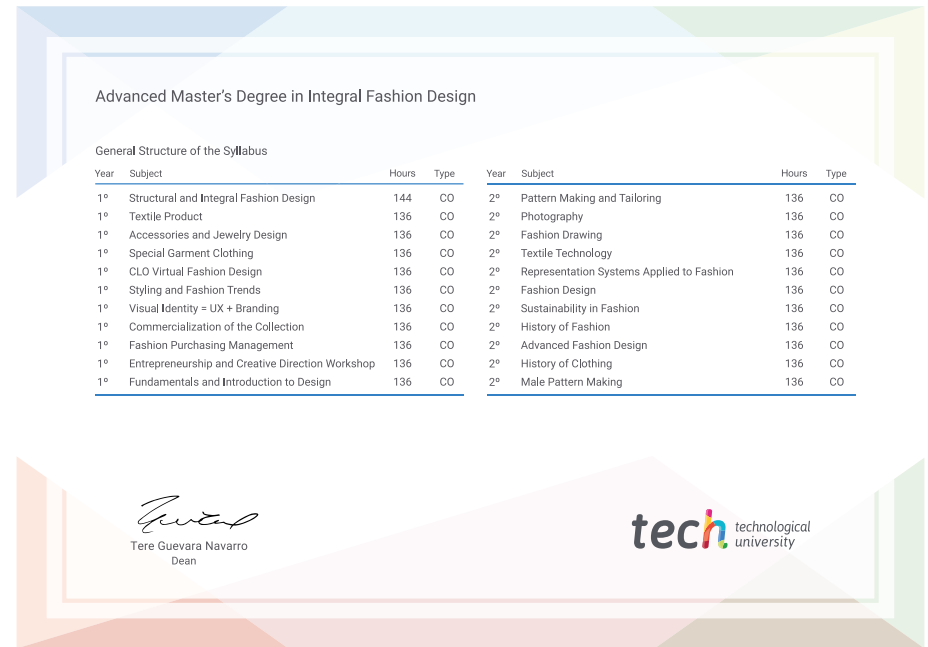 Advanced Master's Degree in Integral Fashion Design
General Structure of the Syllabus
Year Subject Hours Type
1º Structural and Integral Fashion Design 144 CO
1º Textile Product 136 CO
1º Accessories and Jewelry Design 136 CO
1º Special Garment Clothing 136 CO
1º CLO Virtual Fashion Design 136 CO
1º Styling and Fashion Trends 136 CO
1º Visual Identity = UX + Branding 136 CO
1º Commercialization of the Collection 136 CO
1º Fashion Purchasing Management 136 CO
1º Entrepreneurship and Creative Direction Workshop 136 CO
1º Fundamentals and Introduction to Design 136 CO
Year Subject Hours Type
2º Pattern Making and Tailoring 136 CO
2º Photography 136 CO
2º Fashion Drawing 136 CO
2º Textile Technology 136 CO
2º Representation Systems Applied to Fashion 136 CO
2º Fashion Design 136 CO
2º Sustainability in Fashion 136 CO
2º History of Fashion 136 CO
2º Advanced Fashion Design 136 CO
2º History of Clothing 136 CO
2º Male Pattern Making 136 CO
Tere Guevara Navarro
Dean
tech technological
university